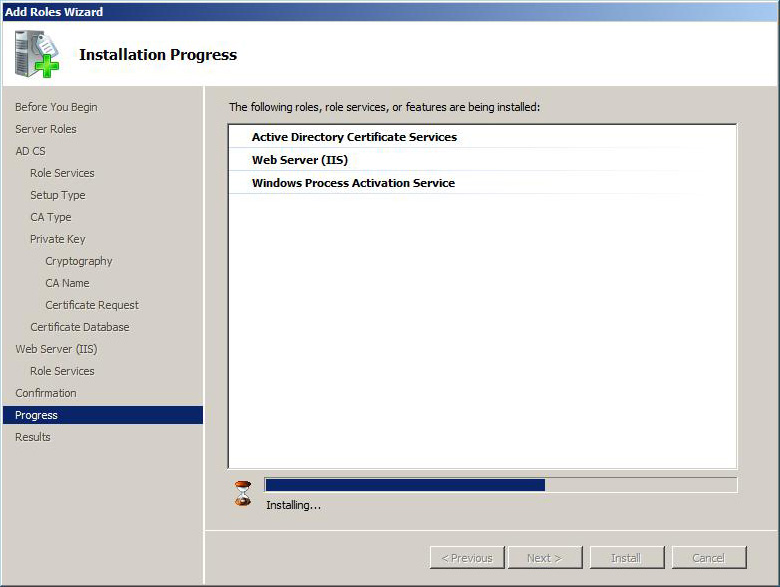 Add Roles Wizard
Installation Progress
Before You Begin
Server Roles
AD CS
Role Services
Setup Type
CA Type
Private Key
Cryptography
CA Name
Certificate Request
Certificate Database
Web Server (IIS)
Role Services
Confirmation
Progress
Results
The following roles, role services, or features are being installed:
Active Directory Certificate Services
Web Server (IIS)
Windows Process Activation Service
Installing...
< Previous
Next >
Install
Cancel